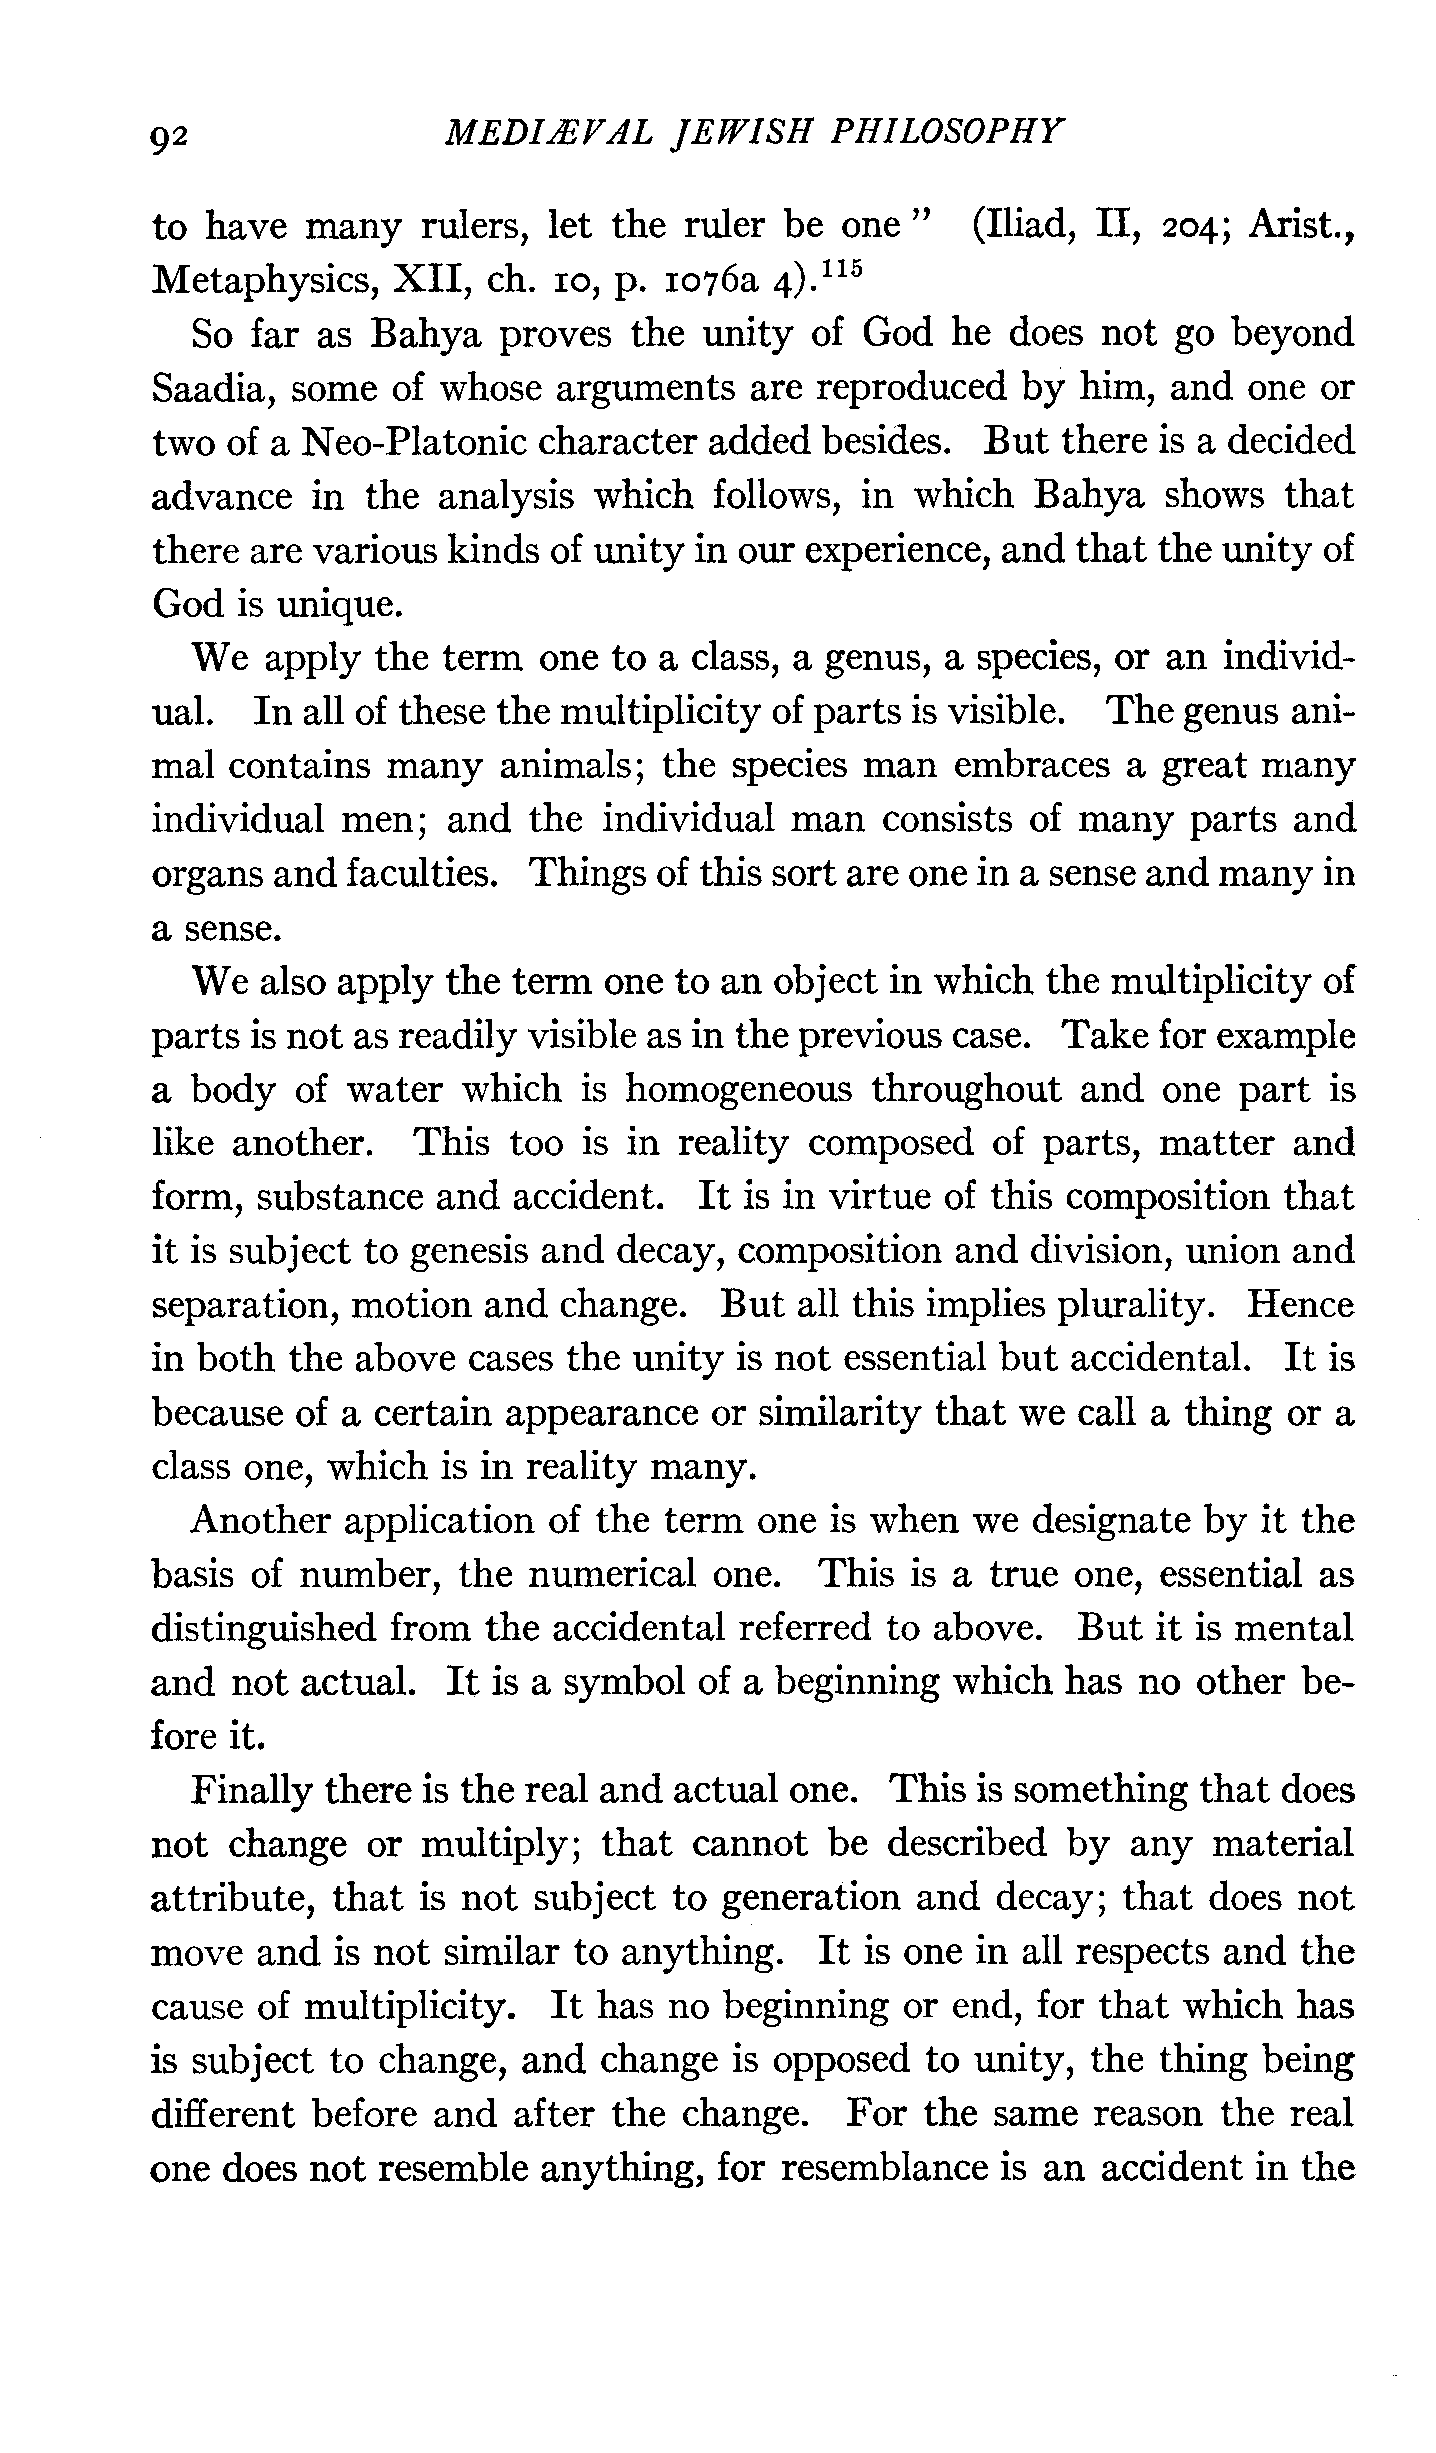 92 MEDIÆVAL JEWISH PHILOSOPHY
to have many rulers, let the ruler be one" (Iliad, II, 204; Arist.,
Metaphysics, XII, ch. 10, p. 1076a 4).¹¹⁵
So far as Bahya proves the unity of God he does not go beyond
Saadia, some of whose arguments are reproduced by him, and one or
two of a Neo-Platonic character added besides. But there is a decided
advance in the analysis which follows, in which Bahya shows that
there are various kinds of unity in our experience, and that the unity of
God is unique.
We apply the term one to a class, a genus, a species, or an individ-
ual. In all of these the multiplicity of parts is visible. The genus ani-
mal contains many animals; the species man embraces a great many
individual men; and the individual man consists of many parts and
organs and faculties. Things of this sort are one in a sense and many in
a sense.
We also apply the term one to an object in which the multiplicity of
parts is not as readily visible as in the previous case. Take for example
a body of water which is homogeneous throughout and one part is
like another. This too is in reality composed of parts, matter and
form, substance and accident. It is in virtue of this composition that
it is subject to genesis and decay, composition and division, union and
separation, motion and change. But all this implies plurality. Hence
in both the above cases the unity is not essential but accidental. It is
because of a certain appearance or similarity that we call a thing or a
class one, which is in reality many.
Another application of the term one is when we designate by it the
basis of number, the numerical one. This is a true one, essential as
distinguished from the accidental referred to above. But it is mental
and not actual. It is a symbol of a beginning which has no other be-
fore it.
Finally there is the real and actual one. This is something that does
not change or multiply; that cannot be described by any material
attribute, that is not subject to generation and decay; that does not
move and is not similar to anything. It is one in all respects and the
cause of multiplicity. It has no beginning or end, for that which has
is subject to change, and change is opposed to unity, the thing being
different before and after the change. For the same reason the real
one does not resemble anything, for resemblance is an accident in the